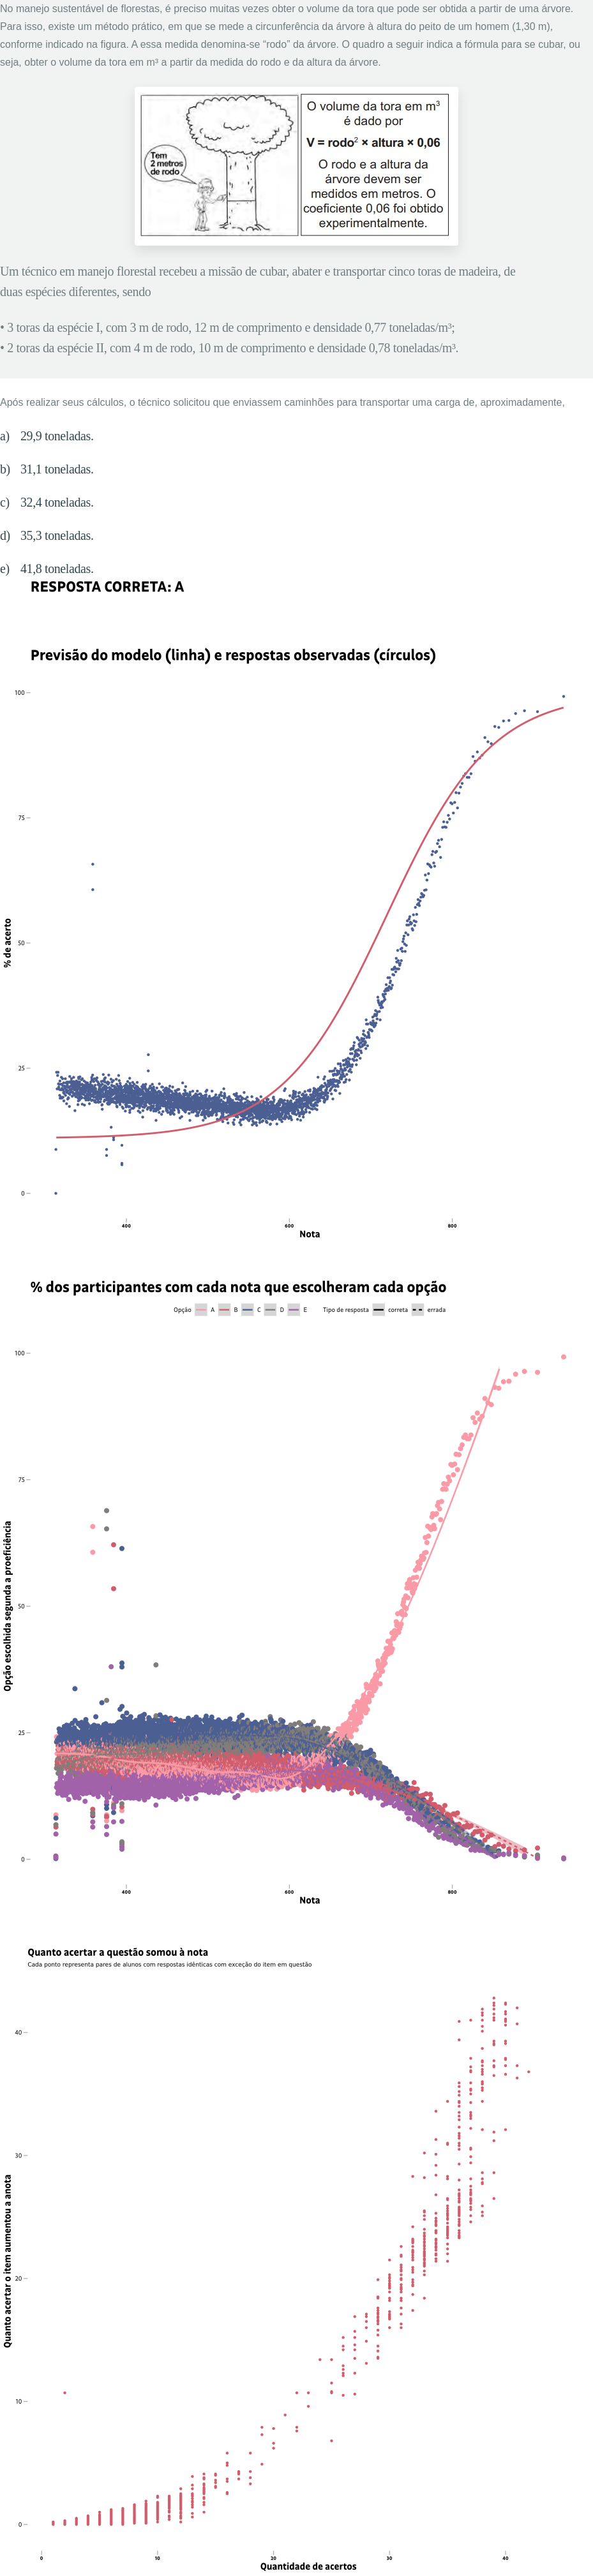 No manejo sustentável de florestas, é preciso muitas vezes obter o volume da tora que pode ser obtida a partir de uma árvore.
Para isso, existe um método prático, em que se mede a circunferência da árvore à altura do peito de um homem (1,30 m),
conforme indicado na figura. A essa medida denomina-se “rodo” da árvore. O quadro a seguir indica a fórmula para se cubar, ou
seja, obter o volume da tora em m³ a partir da medida do rodo e da altura da árvore.
Tem
2 metros
de rodo
O volume da tora em m³
é dado por
V = rodo² × altura × 0,06
O rodo e a altura da
árvore devem ser
medidos em metros. O
coeficiente 0,06 foi obtido
experimentalmente.
Um técnico em manejo florestal recebeu a missão de cubar, abater e transportar cinco toras de madeira, de
duas espécies diferentes, sendo
• 3 toras da espécie I, com 3 m de rodo, 12 m de comprimento e densidade 0,77 toneladas/m³;
• 2 toras da espécie II, com 4 m de rodo, 10 m de comprimento e densidade 0,78 toneladas/m³.
Após realizar seus cálculos, o técnico solicitou que enviassem caminhões para transportar uma carga de, aproximadamente,
a) 29,9 toneladas.
b) 31,1 toneladas.
c) 32,4 toneladas.
d) 35,3 toneladas.
e) 41,8 toneladas.
RESPOSTA CORRETA: A
Previsão do modelo (linha) e respostas observadas (círculos)
100
75
% de acerto
50
25
0
400 600 800
Nota
% dos participantes com cada nota que escolheram cada opção
Opção A B C D E Tipo de resposta correta errada
100
75
Opção escolhida segunda a proeficiência
50
25
0
400 600 800
Nota
Quanto acertar a questão somou à nota
Cada ponto representa pares de alunos com respostas idênticas com exceção do item em questão
40
30
Quanto acertar o item aumentou a anota
20
10
0
0 10 20 30 40
Quantidade de acertos